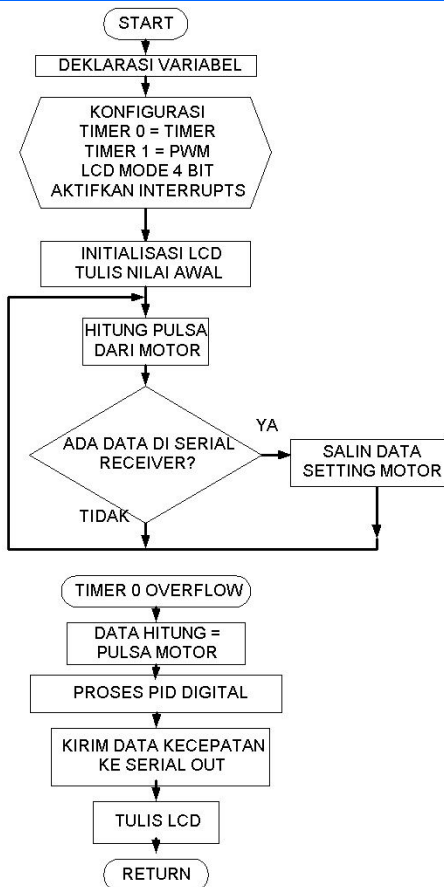 START
DEKLARASI VARIABEL
KONFIGURASI
TIMER 0 = TIMER
TIMER 1 = PWM
LCD MODE 4 BIT
AKTIFKAN INTERRUPTS
INITIALISASI LCD
TULIS NILAI AWAL
HITUNG PULSA
DARI MOTOR
ADA DATA DI SERIAL
RECEIVER?
YA
SALIN DATA
SETTING MOTOR
TIDAK
TIMER 0 OVERFLOW
DATA HITUNG =
PULSA MOTOR
PROSES PID DIGITAL
KIRIM DATA KECEPATAN
KE SERIAL OUT
TULIS LCD
RETURN